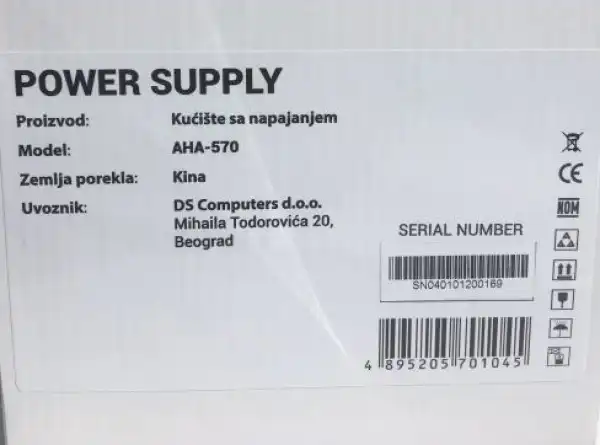 POWER SUPPLY
Proizvod: Kućište sa napajanjem
Model: AHA-570
Zemlja porekla: Kina
Uvoznik: DS Computers d.o.o.
Mihaila Todorovića 20,
Beograd
CE
NOM
SERIAL NUMBER
SN040101200169
4 895205 701045